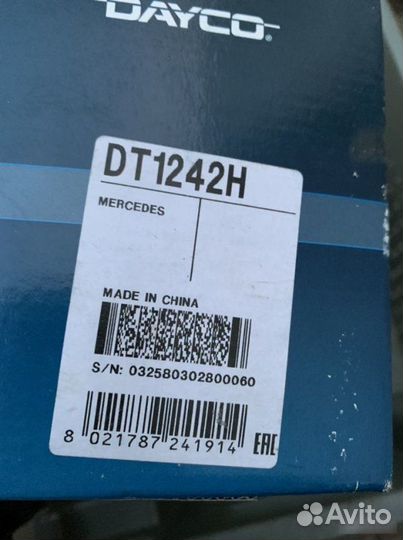 DAYCO®
DT1242H
MERCEDES
MADE IN CHINA
S/N: 032580302800060
8 021787 241914
EAC
Avito